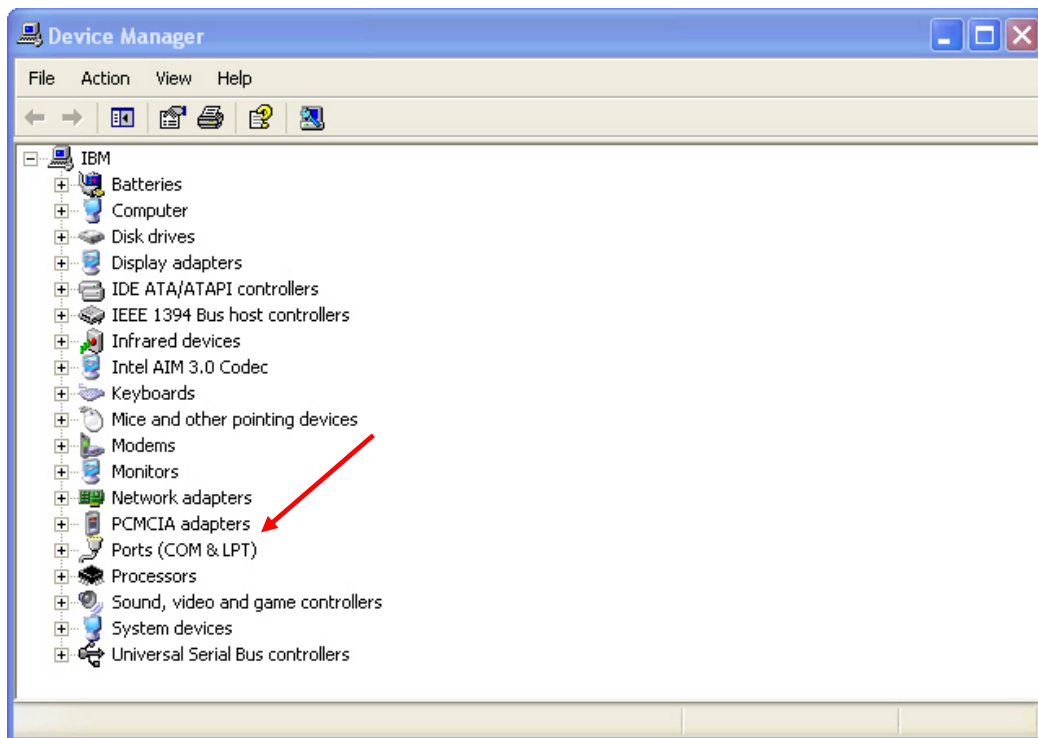 Device Manager
File Action View Help
IBM
Batteries
Computer
Disk drives
Display adapters
IDE ATA/ATAPI controllers
IEEE 1394 Bus host controllers
Infrared devices
Intel AIM 3.0 Codec
Keyboards
Mice and other pointing devices
Modems
Monitors
Network adapters
PCMCIA adapters
Ports (COM & LPT)
Processors
Sound, video and game controllers
System devices
Universal Serial Bus controllers